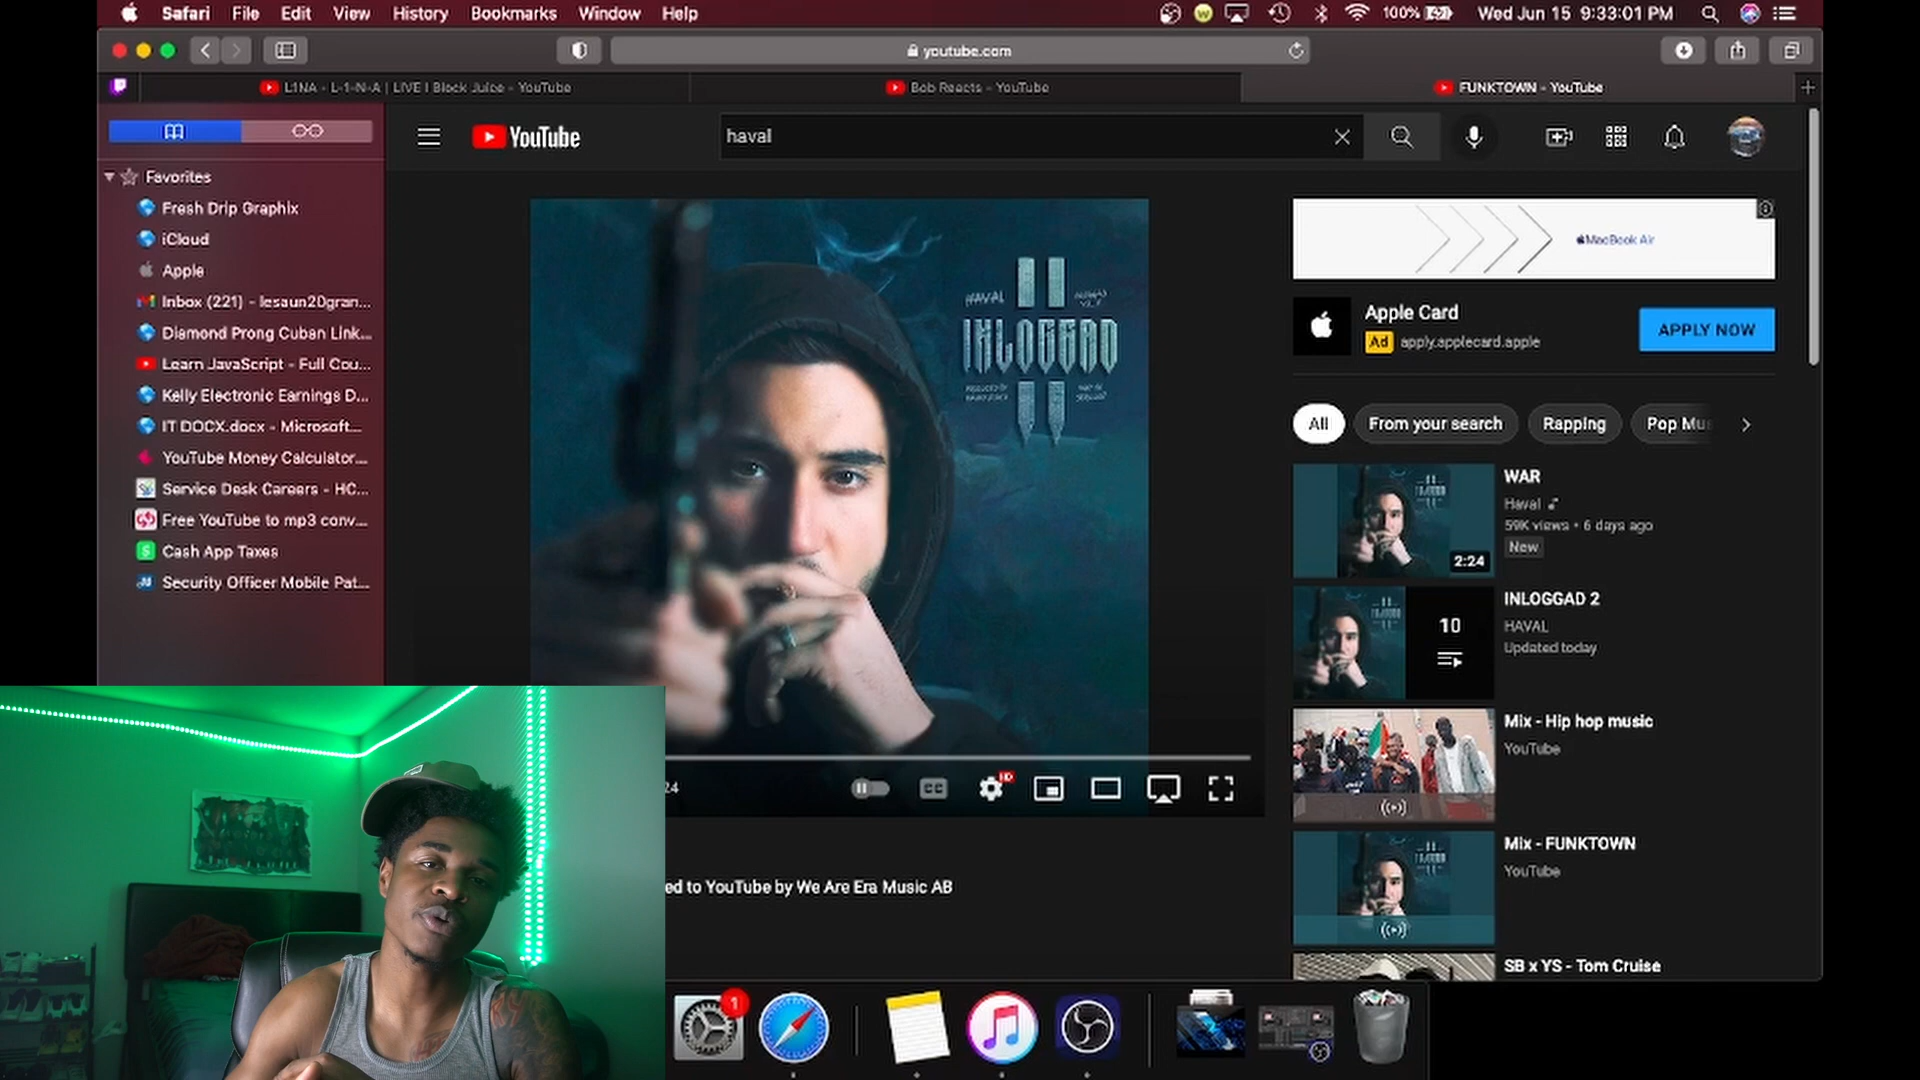 Safari File Edit View History Bookmarks Window Help 100% Wed Jun 15 9:33:01 PM
youtube.com
L1NA - L-1-N-A | LIVE | Block Juice - YouTube Bob Reacts - YouTube FUNKTOWN - YouTube
YouTube haval
Favorites
Fresh Drip Graphix
iCloud
Apple
Inbox (221) - lesaun20gran...
Diamond Prong Cuban Link...
Learn JavaScript - Full Cou...
Kelly Electronic Earnings D...
IT DOCX.docx - Microsoft...
YouTube Money Calculator...
Service Desk Careers - HC...
Free YouTube to mp3 conv...
Cash App Taxes
Security Officer Mobile Pat...
HAVAL
INLOGGAD
MacBook Air
Apple Card
Ad apply.applecard.apple
APPLY NOW
All From your search Rapping Pop Mu
WAR
Haval
59K views • 6 days ago
New
2:24
INLOGGAD 2
HAVAL
Updated today
10
Mix - Hip hop music
YouTube
Mix - FUNKTOWN
YouTube
SB x YS - Tom Cruise
24 CC HD
ed to YouTube by We Are Era Music AB
1